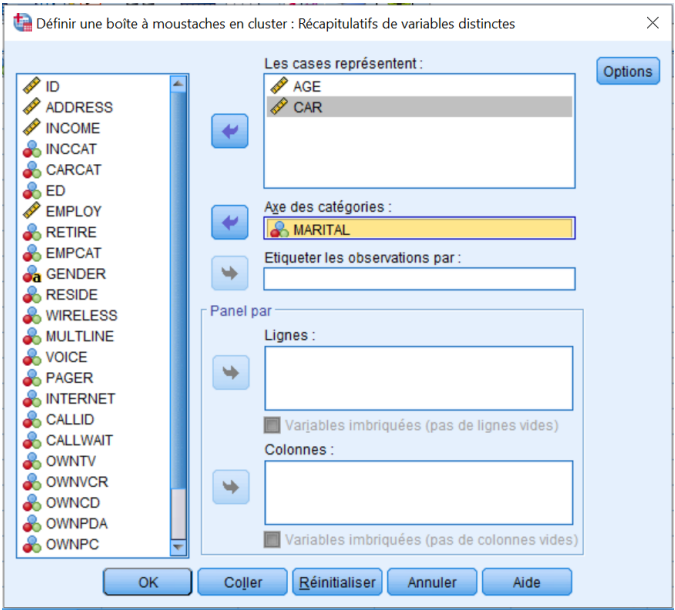 Définir une boîte à moustaches en cluster : Récapitulatifs de variables distinctes
Les cases représentent :
Options
ID
ADDRESS
INCOME
INCCAT
CARCAT
ED
EMPLOY
RETIRE
EMPCAT
GENDER
RESIDE
WIRELESS
MULTLINE
VOICE
PAGER
INTERNET
CALLID
CALLWAIT
OWNTV
OWNVCR
OWNCD
OWNPDA
OWNPC
AGE
CAR
Axe des catégories :
MARITAL
Etiqueter les observations par :
Panel par
Lignes :
Variables imbriquées (pas de lignes vides)
Colonnes :
Variables imbriquées (pas de colonnes vides)
OK
Coller
Réinitialiser
Annuler
Aide